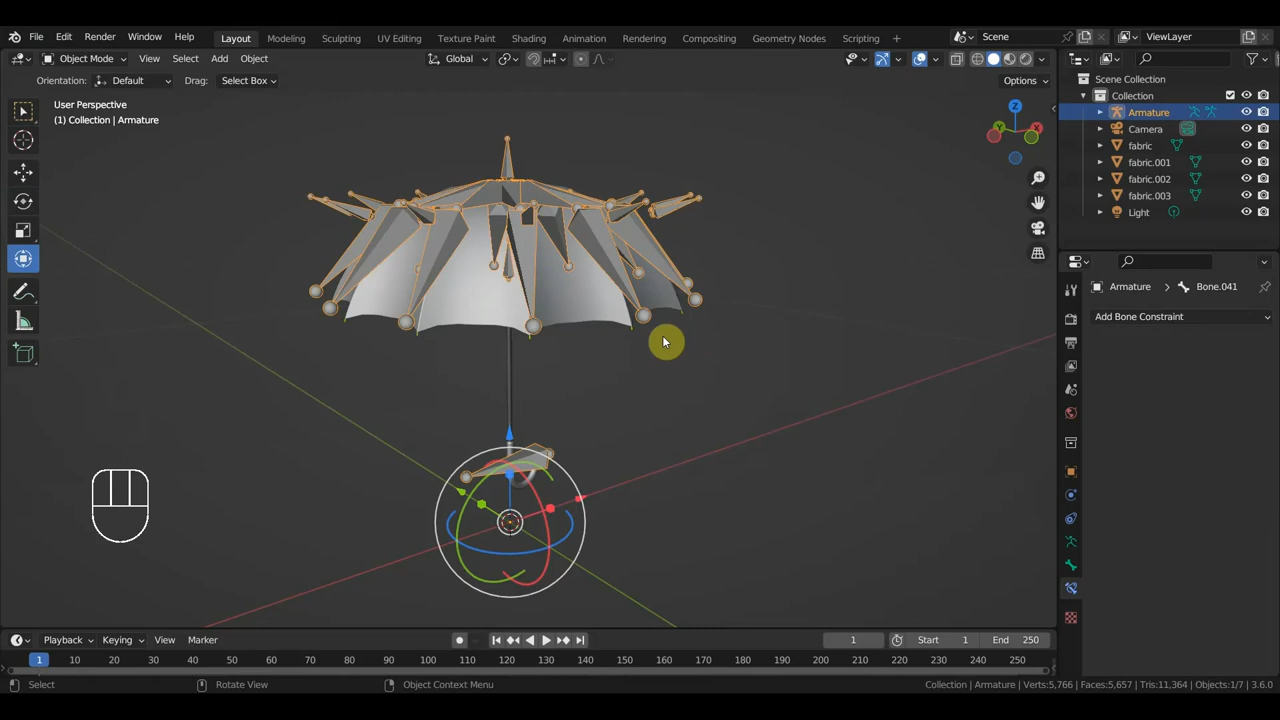 File Edit Render Window Help Layout Modeling Sculpting UV Editing Texture Paint Shading Animation Rendering Compositing Geometry Nodes Scripting + Scene ViewLayer
Object Mode View Select Add Object Global
Orientation: Default Drag: Select Box Options
User Perspective
(1) Collection | Armature
Z
Y
X
Scene Collection
Collection
Armature
Camera
fabric
fabric.001
fabric.002
fabric.003
Light
Armature > Bone.041
Add Bone Constraint
Playback Keying View Marker 1 Start 1 End 250
1 10 20 30 40 50 60 70 80 90 100 110 120 130 140 150 160 170 180 190 200 210 220 230 240 250
Select Rotate View Object Context Menu Collection | Armature | Verts:5,766 | Faces:5,657 | Tris:11,364 | Objects:1/7 | 3.6.0